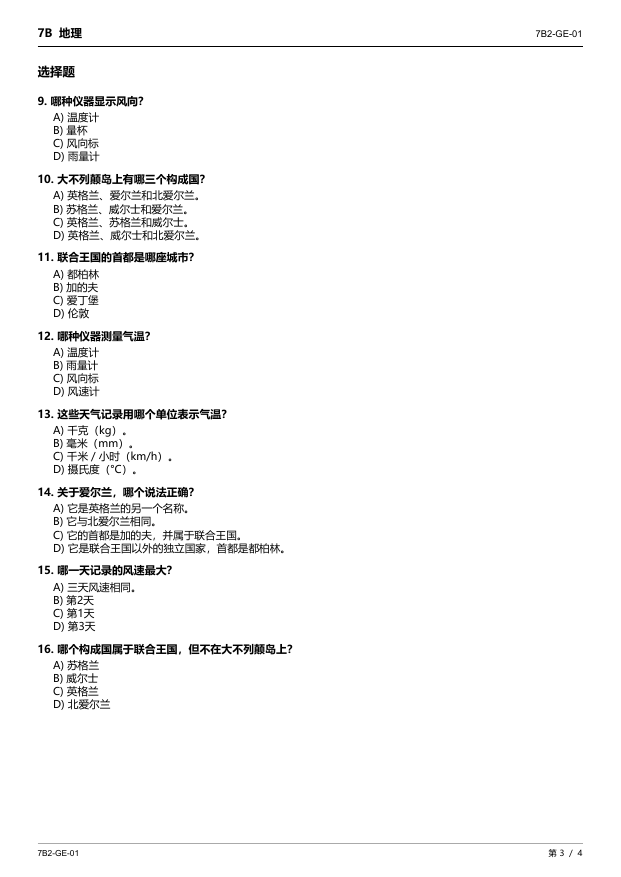 7B 地理
7B2-GE-01
选择题
9. 哪种仪器显示风向？
A) 温度计
B) 量杯
C) 风向标
D) 雨量计
10. 大不列颠岛上有哪三个构成国？
A) 英格兰、爱尔兰和北爱尔兰。
B) 苏格兰、威尔士和爱尔兰。
C) 英格兰、苏格兰和威尔士。
D) 英格兰、威尔士和北爱尔兰。
11. 联合王国的首都是哪座城市？
A) 都柏林
B) 加的夫
C) 爱丁堡
D) 伦敦
12. 哪种仪器测量气温？
A) 温度计
B) 雨量计
C) 风向标
D) 风速计
13. 这些天气记录用哪个单位表示气温？
A) 千克（kg）。
B) 毫米（mm）。
C) 千米 / 小时（km/h）。
D) 摄氏度（°C）。
14. 关于爱尔兰，哪个说法正确？
A) 它是英格兰的另一个名称。
B) 它与北爱尔兰相同。
C) 它的首都是加的夫，并属于联合王国。
D) 它是联合王国以外的独立国家，首都是都柏林。
15. 哪一天记录的风速最大？
A) 三天风速相同。
B) 第2天
C) 第1天
D) 第3天
16. 哪个构成国属于联合王国，但不在大不列颠岛上？
A) 苏格兰
B) 威尔士
C) 英格兰
D) 北爱尔兰
7B2-GE-01
第 3 / 4